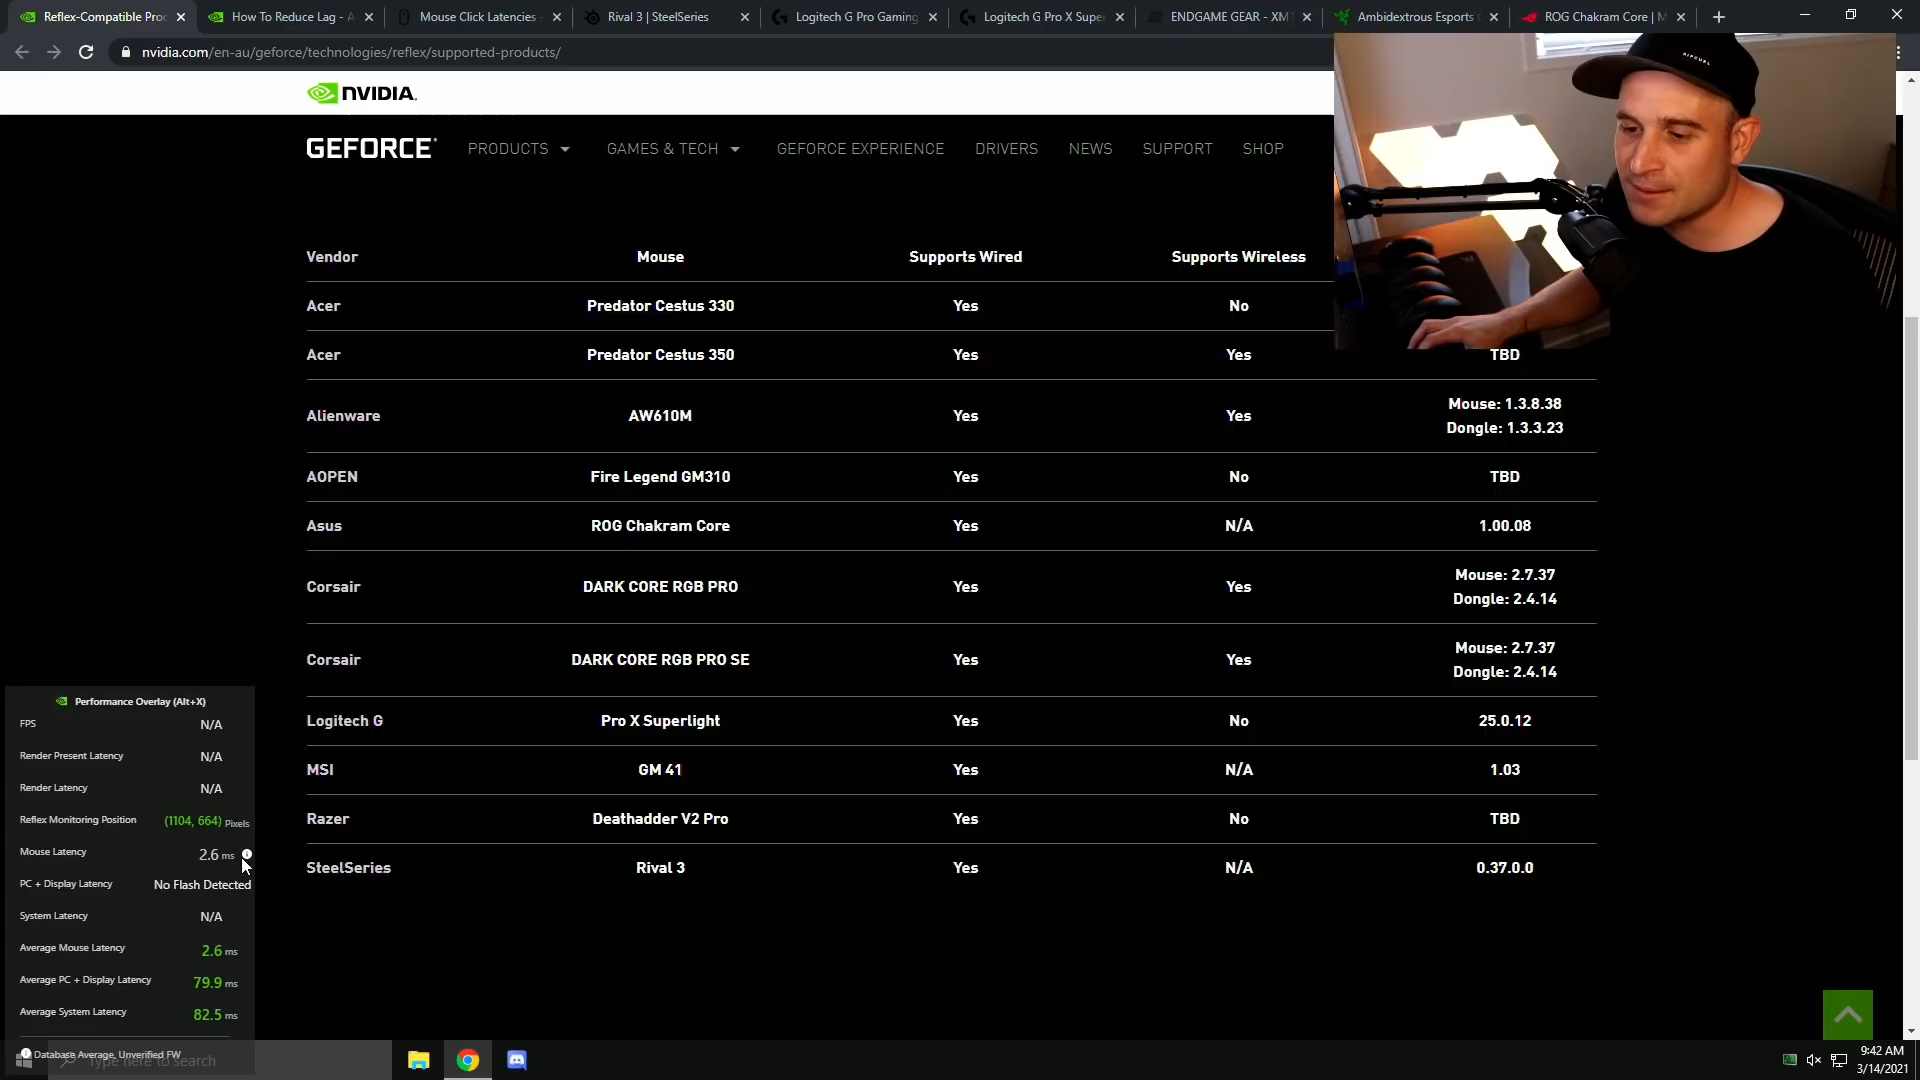 Reflex-Compatible Proc
How To Reduce Lag - A
Mouse Click Latencies -
Rival 3 | SteelSeries
Logitech G Pro Gaming
Logitech G Pro X Super
ENDGAME GEAR - XM
Ambidextrous Esports
ROG Chakram Core | M
nvidia.com/en-au/geforce/technologies/reflex/supported-products/
RIPCURL
NVIDIA.
GEFORCE
PRODUCTS
GAMES & TECH
GEFORCE EXPERIENCE
DRIVERS
NEWS
SUPPORT
SHOP
Vendor Mouse Supports Wired Supports Wireless
Acer Predator Cestus 330 Yes No
Acer Predator Cestus 350 Yes Yes TBD
Alienware AW610M Yes Yes Mouse: 1.3.8.38
Dongle: 1.3.3.23
AOPEN Fire Legend GM310 Yes No TBD
Asus ROG Chakram Core Yes N/A 1.00.08
Corsair DARK CORE RGB PRO Yes Yes Mouse: 2.7.37
Dongle: 2.4.14
Corsair DARK CORE RGB PRO SE Yes Yes Mouse: 2.7.37
Dongle: 2.4.14
Logitech G Pro X Superlight Yes No 25.0.12
MSI GM 41 Yes N/A 1.03
Razer Deathadder V2 Pro Yes No TBD
SteelSeries Rival 3 Yes N/A 0.37.0.0
Performance Overlay (Alt+X)
FPS N/A
Render Present Latency N/A
Render Latency N/A
Reflex Monitoring Position (1104, 664) Pixels
Mouse Latency 2.6 ms
PC + Display Latency No Flash Detected
System Latency N/A
Average Mouse Latency 2.6 ms
Average PC + Display Latency 79.9 ms
Average System Latency 82.5 ms
Database Average, Unverified FW
Type here to search
9:42 AM
3/14/2021